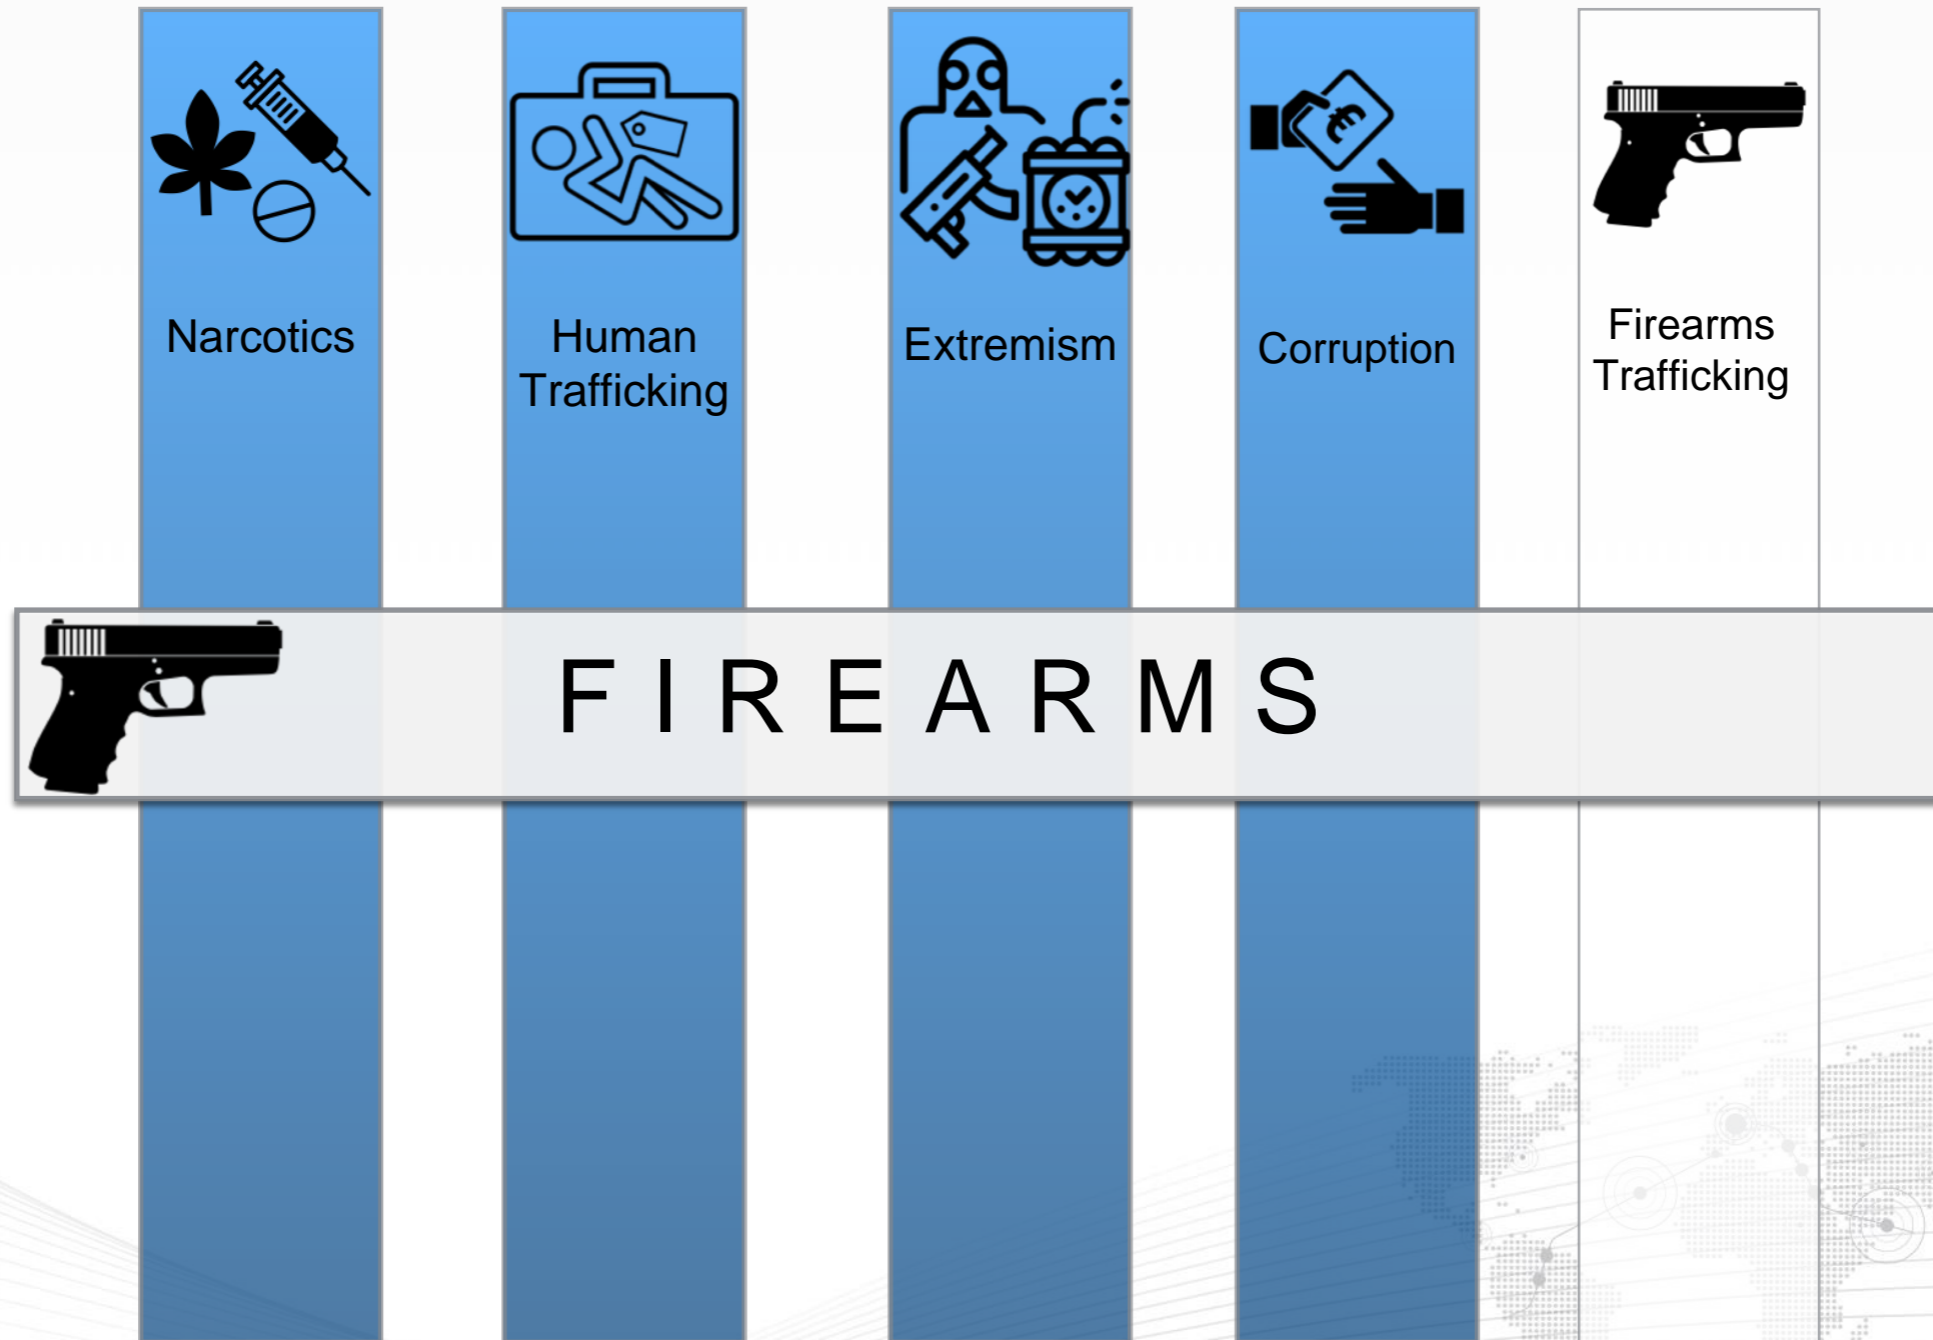 Narcotics
Human
Trafficking
Extremism
Corruption
Firearms
Trafficking
FIREARMS